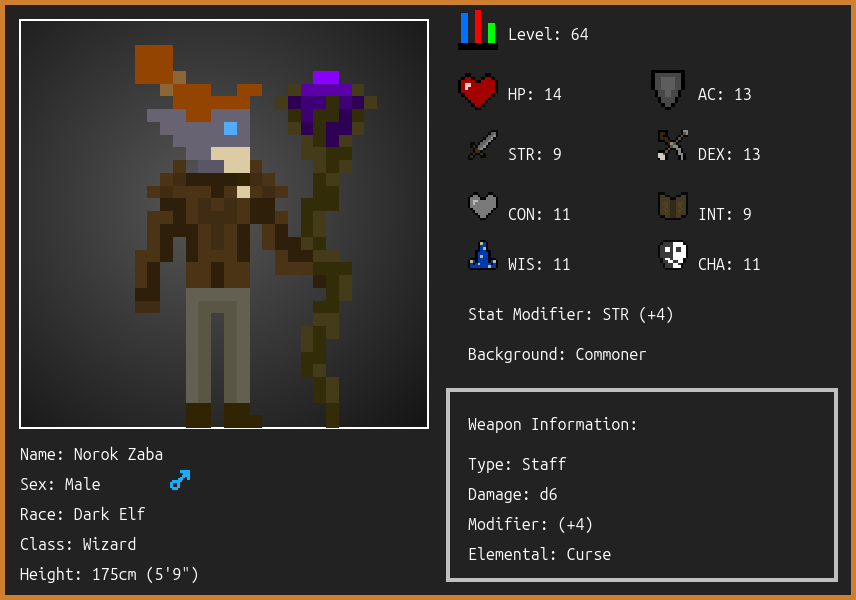 Level: 64
HP: 14
AC: 13
STR: 9
DEX: 13
CON: 11
INT: 9
WIS: 11
CHA: 11
Stat Modifier: STR (+4)
Background: Commoner
Weapon Information:
Type: Staff
Damage: d6
Modifier: (+4)
Elemental: Curse
Name: Norok Zaba
Sex: Male
Race: Dark Elf
Class: Wizard
Height: 175cm (5'9")